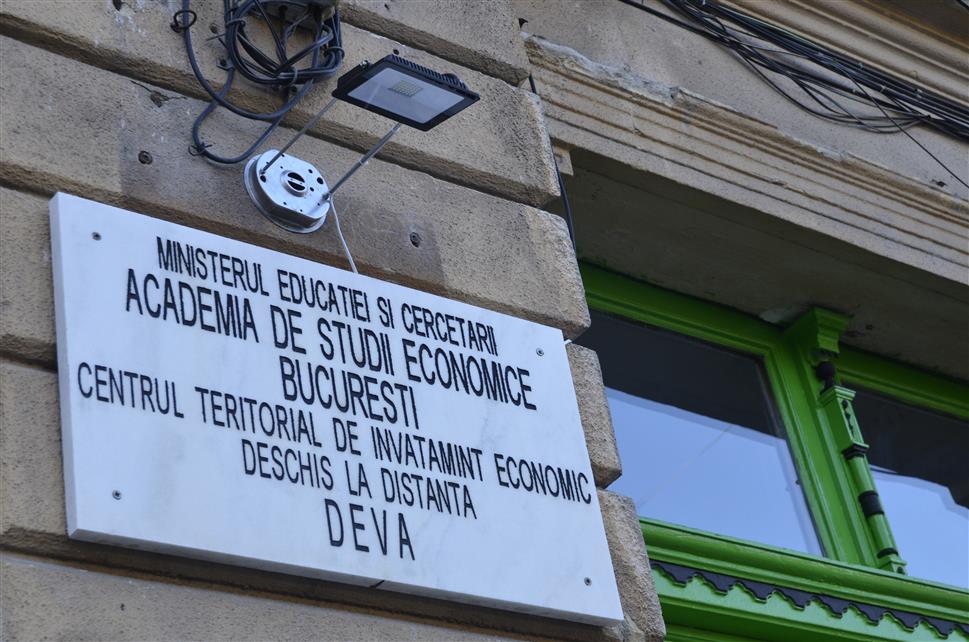 MINISTERUL EDUCATIEI SI CERCETARII
ACADEMIA DE STUDII ECONOMICE
BUCURESTI
CENTRUL TERITORIAL DE INVATAMINT ECONOMIC
DESCHIS LA DISTANTA
DEVA